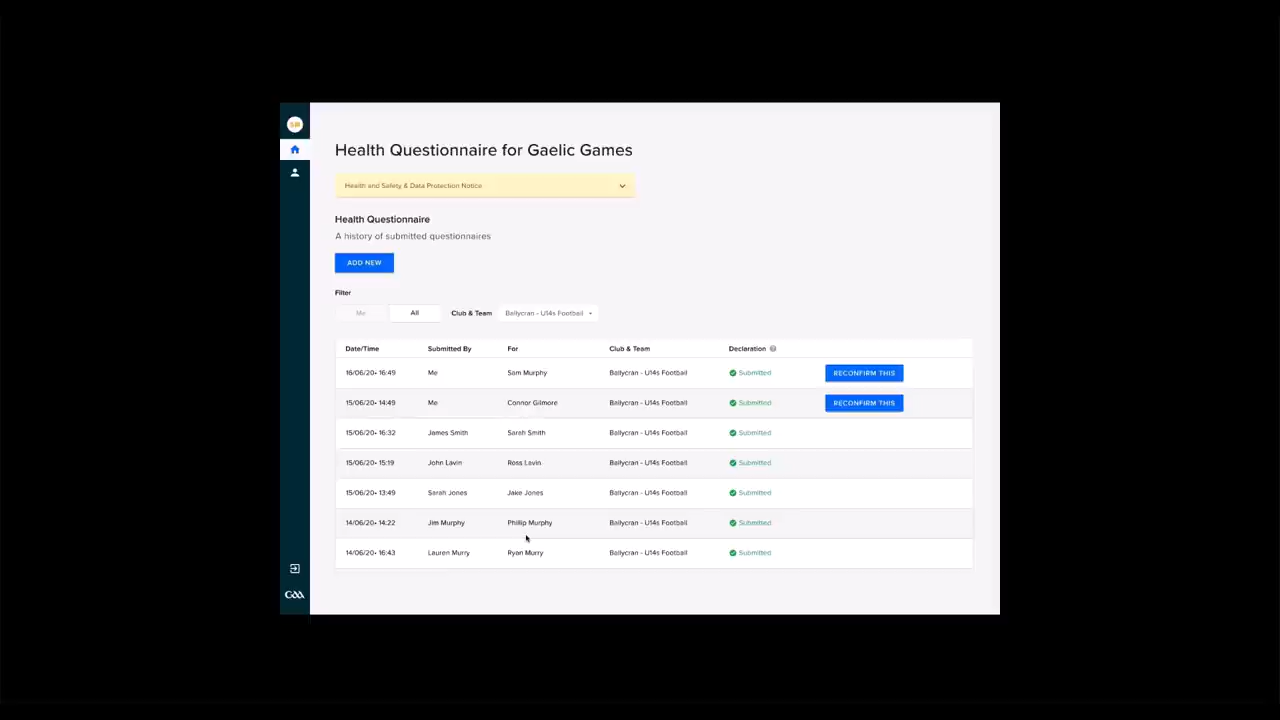 Health Questionnaire for Gaelic Games
Health and Safety & Data Protection Notice
Health Questionnaire
A history of submitted questionnaires
ADD NEW
Filter
Me All Club & Team Ballycran - U14s Football
Date/Time Submitted By For Club & Team Declaration
16/06/20• 16:49 Me Sam Murphy Ballycran - U14s Football Submitted RECONFIRM THIS
15/06/20• 14:49 Me Connor Gilmore Ballycran - U14s Football Submitted RECONFIRM THIS
15/06/20• 16:32 James Smith Sarah Smith Ballycran - U14s Football Submitted
15/06/20• 15:19 John Lavin Ross Lavin Ballycran - U14s Football Submitted
15/06/20• 13:49 Sarah Jones Jake Jones Ballycran - U14s Football Submitted
14/06/20• 14:22 Jim Murphy Phillip Murphy Ballycran - U14s Football Submitted
14/06/20• 16:43 Lauren Murry Ryan Murry Ballycran - U14s Football Submitted
GAA